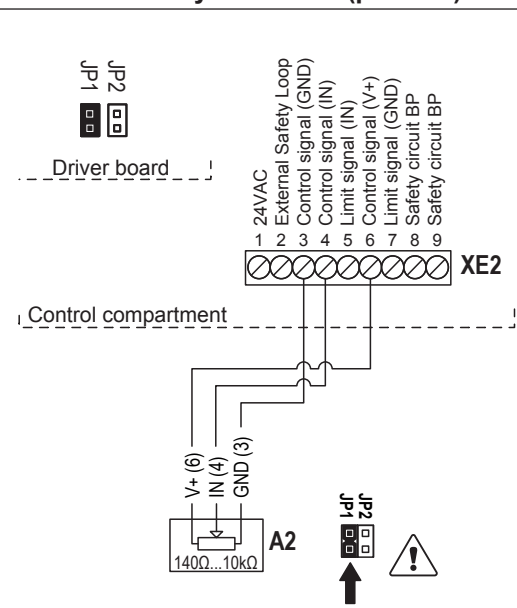 JP1
JP2
Driver board
24VAC
External Safety Loop
Control signal (GND)
Control signal (IN)
Limit signal (IN)
Control signal (V+)
Limit signal (GND)
Safety circuit BP
Safety circuit BP
1 2 3 4 5 6 7 8 9
XE2
Control compartment
V+ (6)
IN (4)
GND (3)
A2
140Ω...10kΩ
JP1
JP2
!